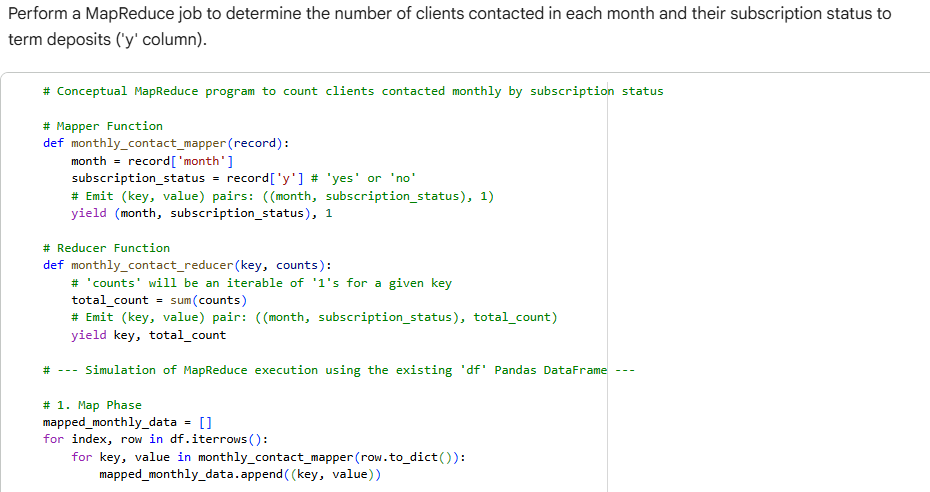 Perform a MapReduce job to determine the number of clients contacted in each month and their subscription status to
term deposits ('y' column).
# Conceptual MapReduce program to count clients contacted monthly by subscription status
# Mapper Function
def monthly_contact_mapper(record):
    month = record['month']
    subscription_status = record['y'] # 'yes' or 'no'
    # Emit (key, value) pairs: ((month, subscription_status), 1)
    yield (month, subscription_status), 1
# Reducer Function
def monthly_contact_reducer(key, counts):
    # 'counts' will be an iterable of '1's for a given key
    total_count = sum(counts)
    # Emit (key, value) pair: ((month, subscription_status), total_count)
    yield key, total_count
# --- Simulation of MapReduce execution using the existing 'df' Pandas DataFrame ---
# 1. Map Phase
mapped_monthly_data = []
for index, row in df.iterrows():
    for key, value in monthly_contact_mapper(row.to_dict()):
        mapped_monthly_data.append((key, value))